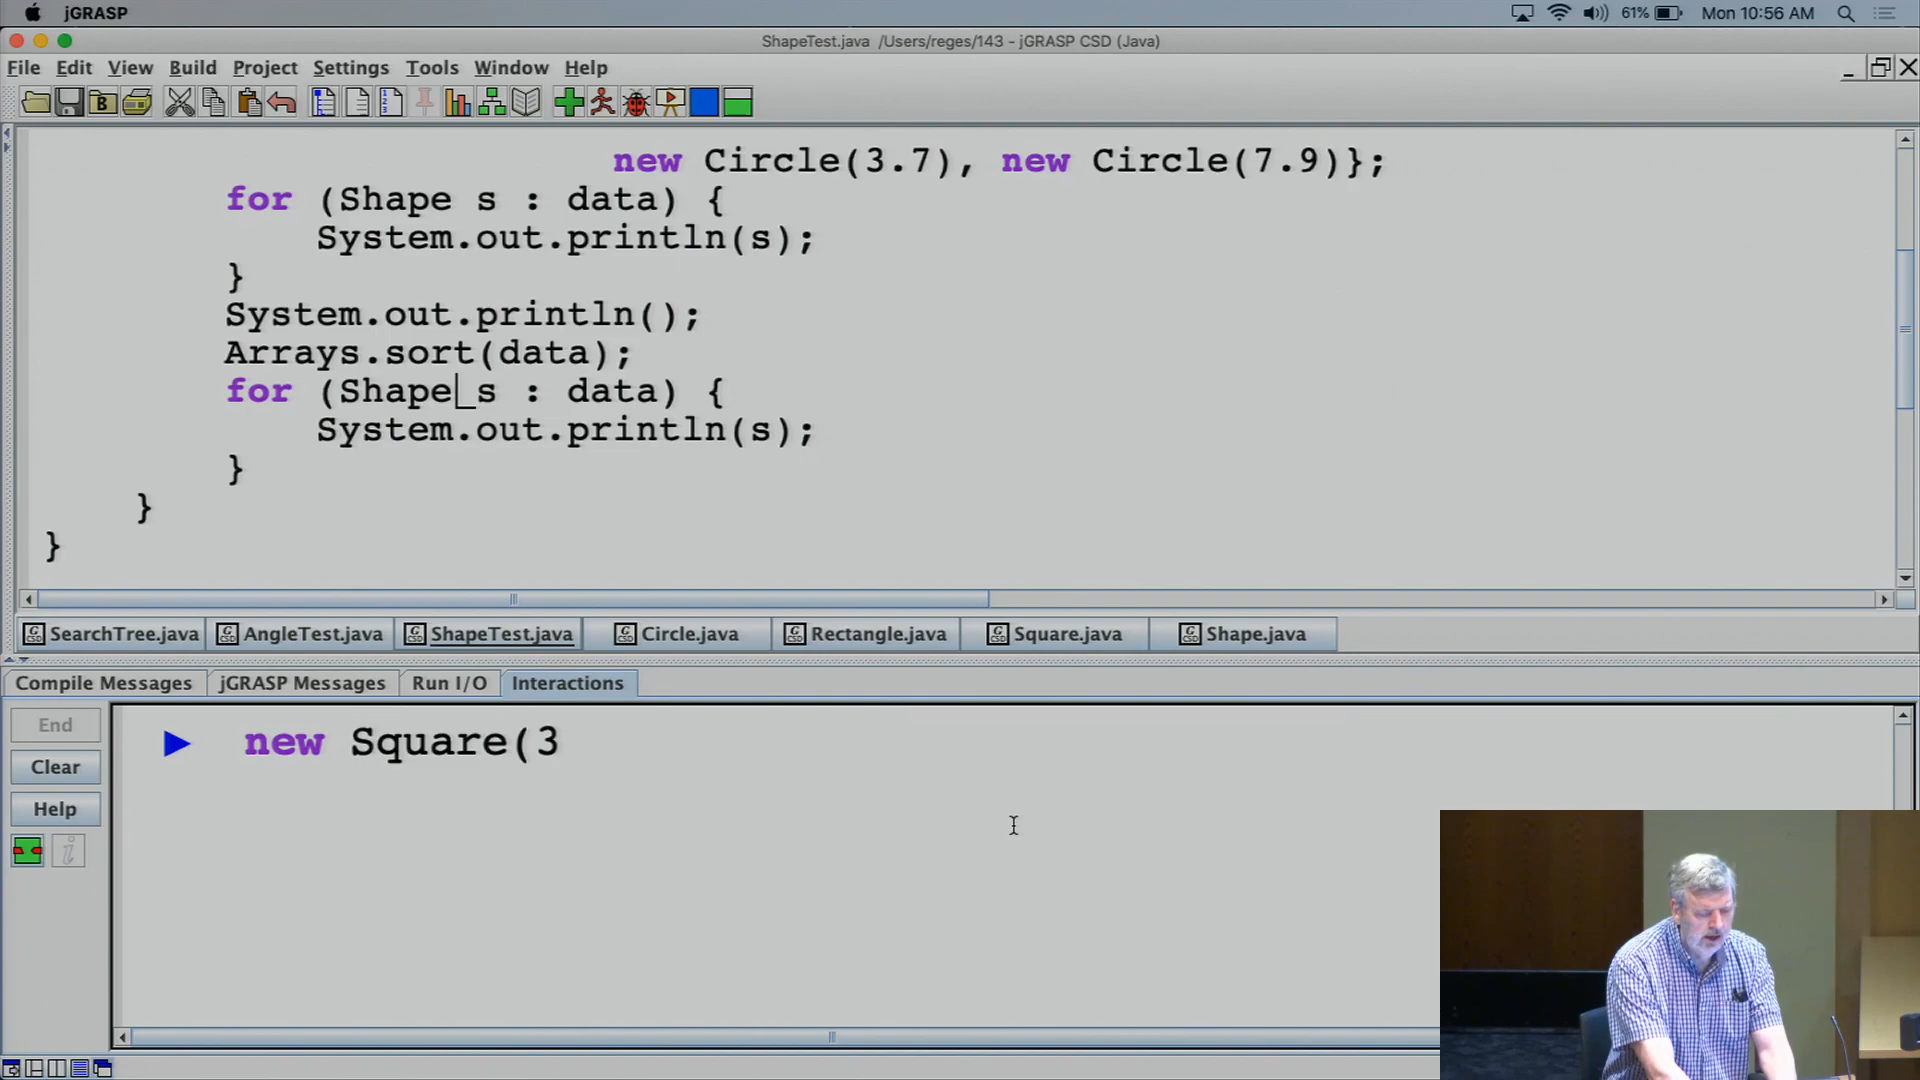 jGRASP
61% Mon 10:56 AM
ShapeTest.java /Users/reges/143 - jGRASP CSD (Java)
File Edit View Build Project Settings Tools Window Help
new Circle(3.7), new Circle(7.9)};
for (Shape s : data) {
System.out.println(s);
}
System.out.println();
Arrays.sort(data);
for (Shape s : data) {
System.out.println(s);
}
}
}
SearchTree.java AngleTest.java ShapeTest.java Circle.java Rectangle.java Square.java Shape.java
Compile Messages jGRASP Messages Run I/O Interactions
End
Clear
Help
new Square(3